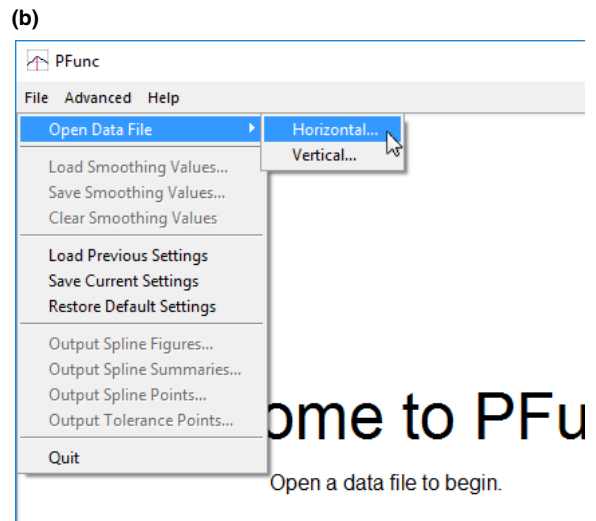 (b)
PFunc
File Advanced Help
Open Data File
Horizontal...
Vertical...
Load Smoothing Values...
Save Smoothing Values...
Clear Smoothing Values
Load Previous Settings
Save Current Settings
Restore Default Settings
Output Spline Figures...
Output Spline Summaries...
Output Spline Points...
Output Tolerance Points...
Quit
ome to PFu
Open a data file to begin.